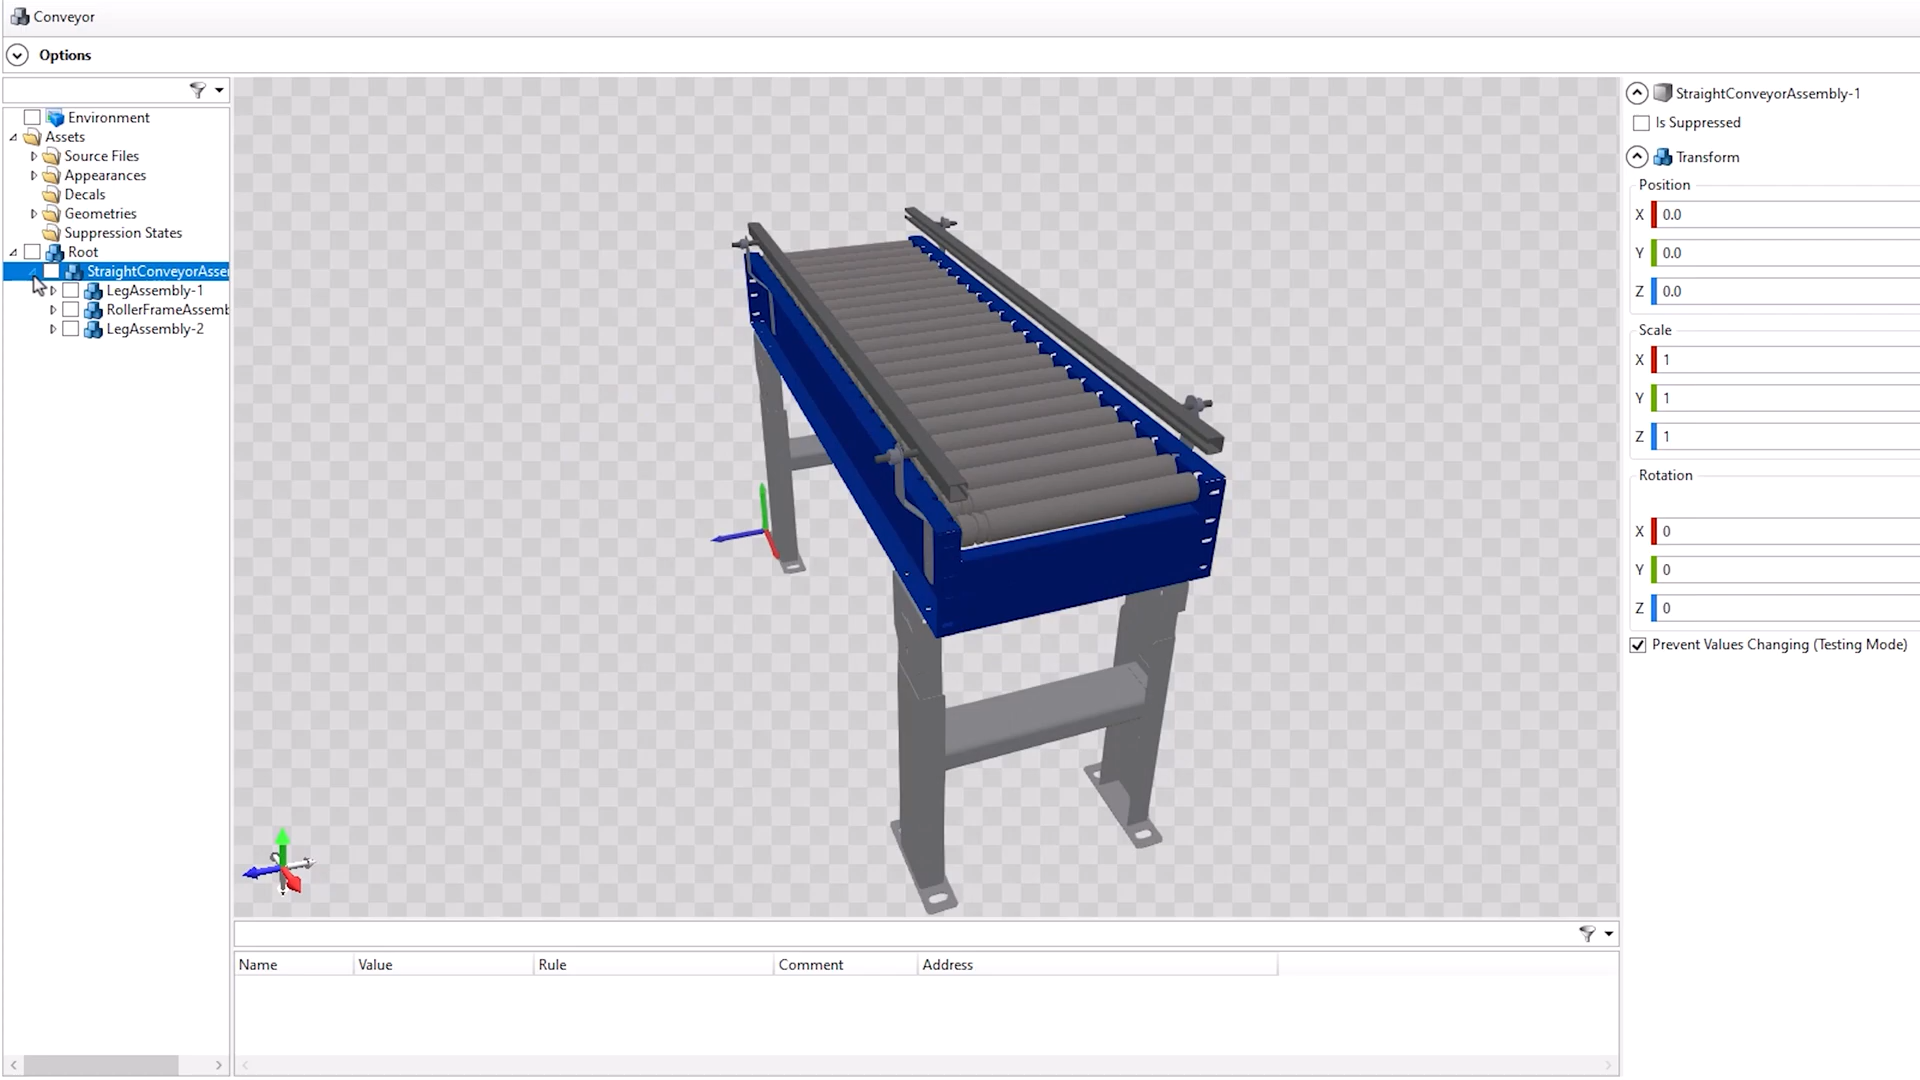 Conveyor
Options
Environment
Assets
Source Files
Appearances
Decals
Geometries
Suppression States
Root
StraightConveyorAsser
LegAssembly-1
RollerFrameAssemb
LegAssembly-2
StraightConveyorAssembly-1
Is Suppressed
Transform
Position
X 0.0
Y 0.0
Z 0.0
Scale
X 1
Y 1
Z 1
Rotation
X 0
Y 0
Z 0
Prevent Values Changing (Testing Mode)
Name Value Rule Comment Address